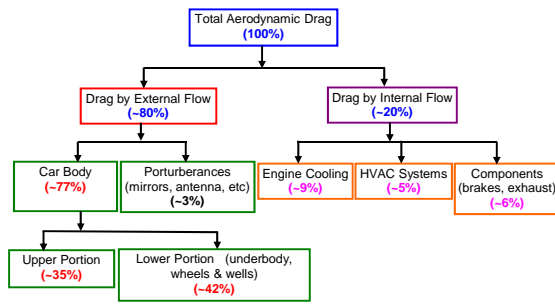 Total Aerodynamic Drag
(100%)
Drag by External Flow
(~80%)
Drag by Internal Flow
(~20%)
Car Body
(~77%)
Porturberances
(mirrors, antenna, etc)
(~3%)
Engine Cooling
(~9%)
HVAC Systems
(~5%)
Components
(brakes, exhaust)
(~6%)
Upper Portion
(~35%)
Lower Portion (underbody,
wheels & wells)
(~42%)